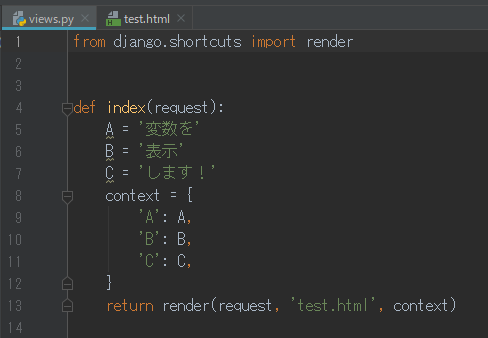 views.py test.html
1 from django.shortcuts import render
2
3
4 def index(request):
5     A = '変数を'
6     B = '表示'
7     C = 'します！'
8     context = {
9         'A': A,
10         'B': B,
11         'C': C,
12     }
13     return render(request, 'test.html', context)
14